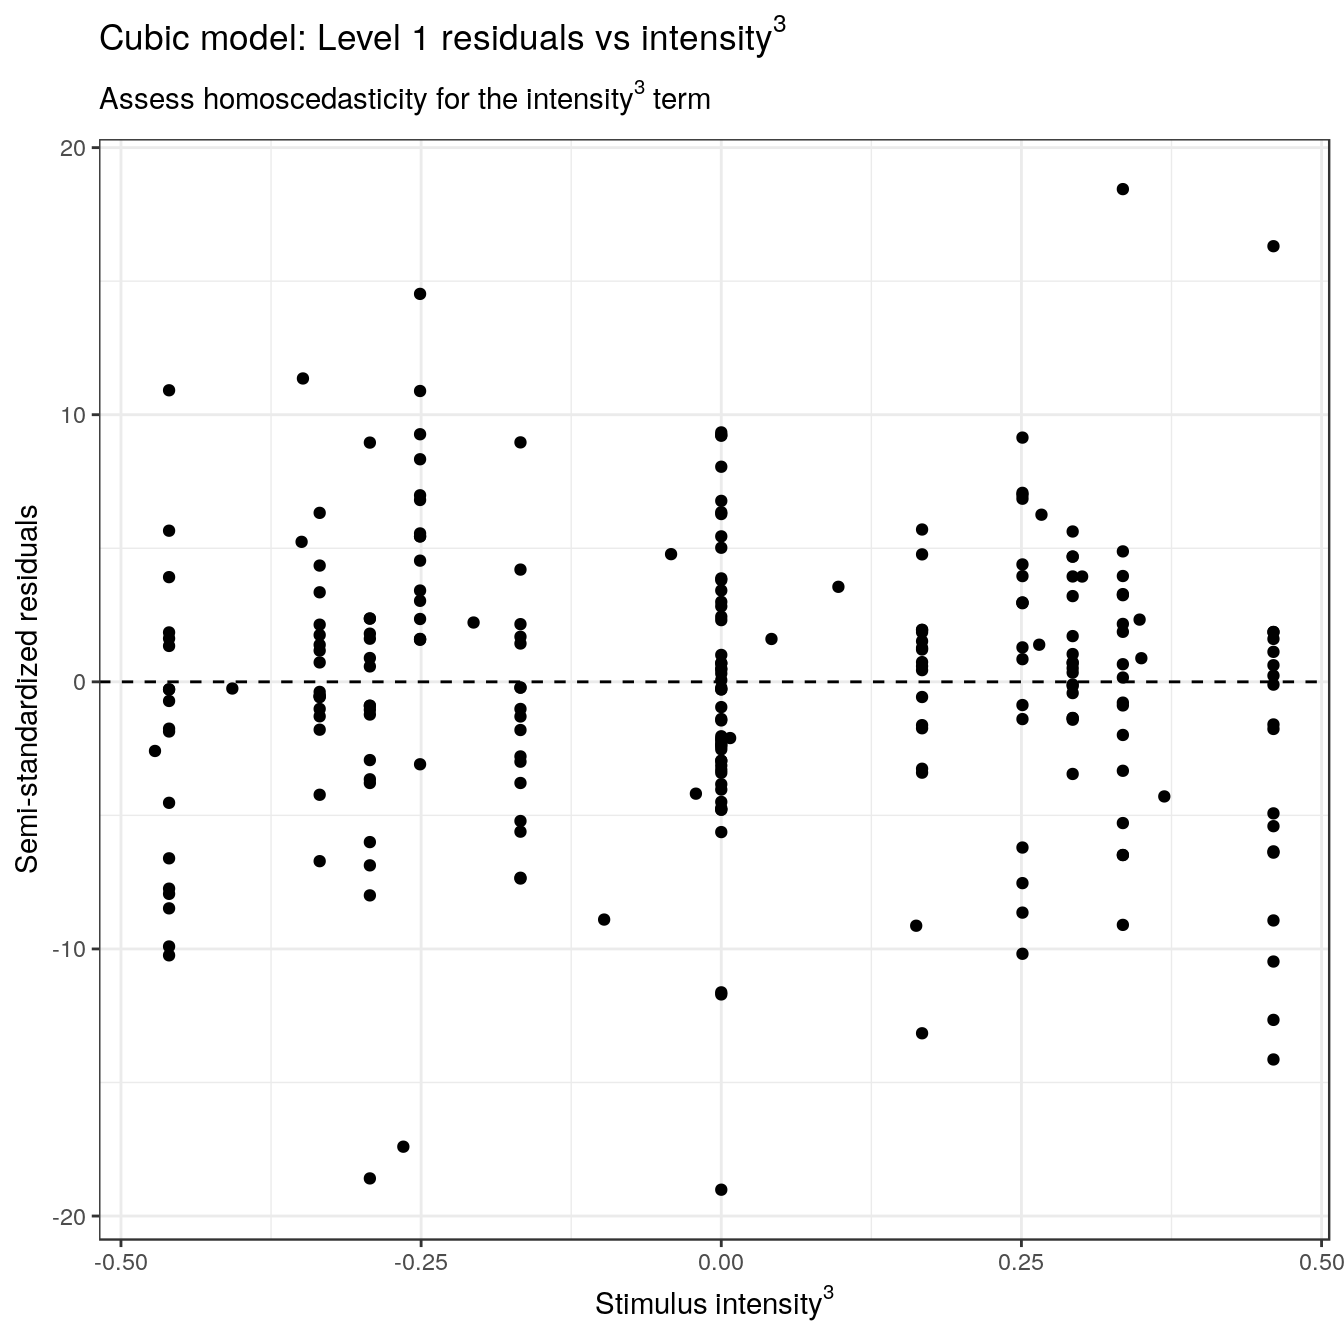 Cubic model: Level 1 residuals vs intensity³
Assess homoscedasticity for the intensity³ term
Semi-standardized residuals
20
10
0
-10
-20
-0.50
-0.25
0.00
0.25
0.50
Stimulus intensity³